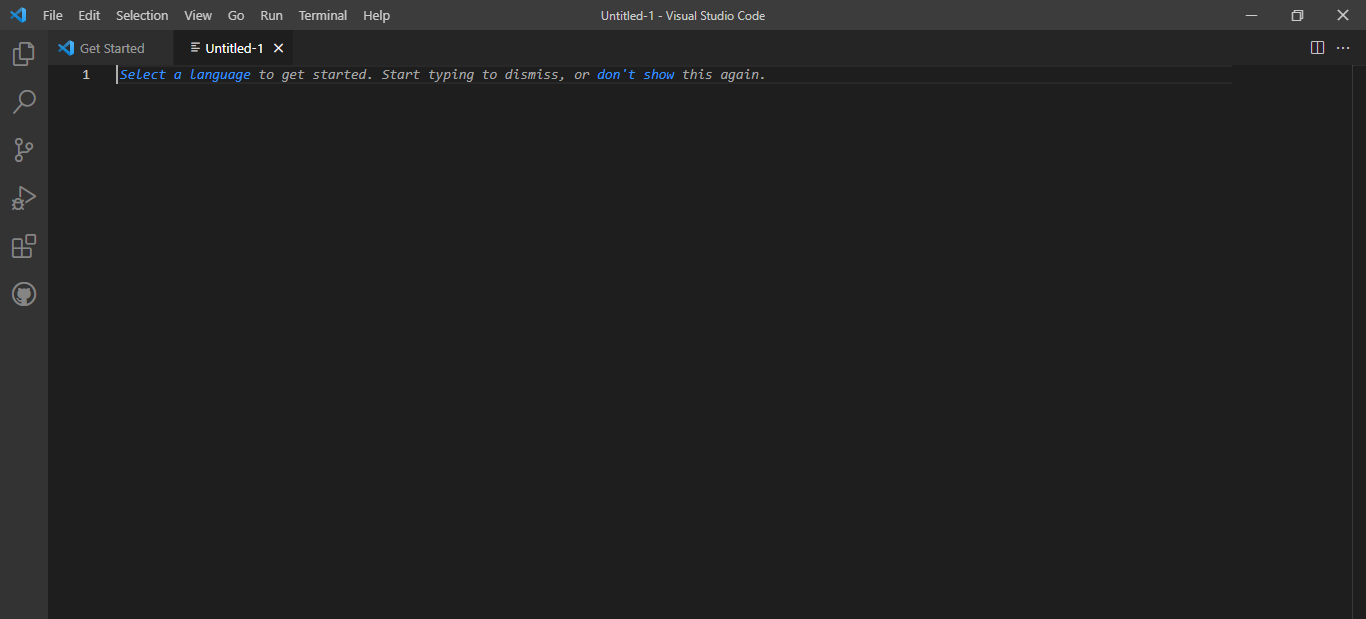 File Edit Selection View Go Run Terminal Help Untitled-1 - Visual Studio Code
Get Started Untitled-1
1 Select a language to get started. Start typing to dismiss, or don't show this again.